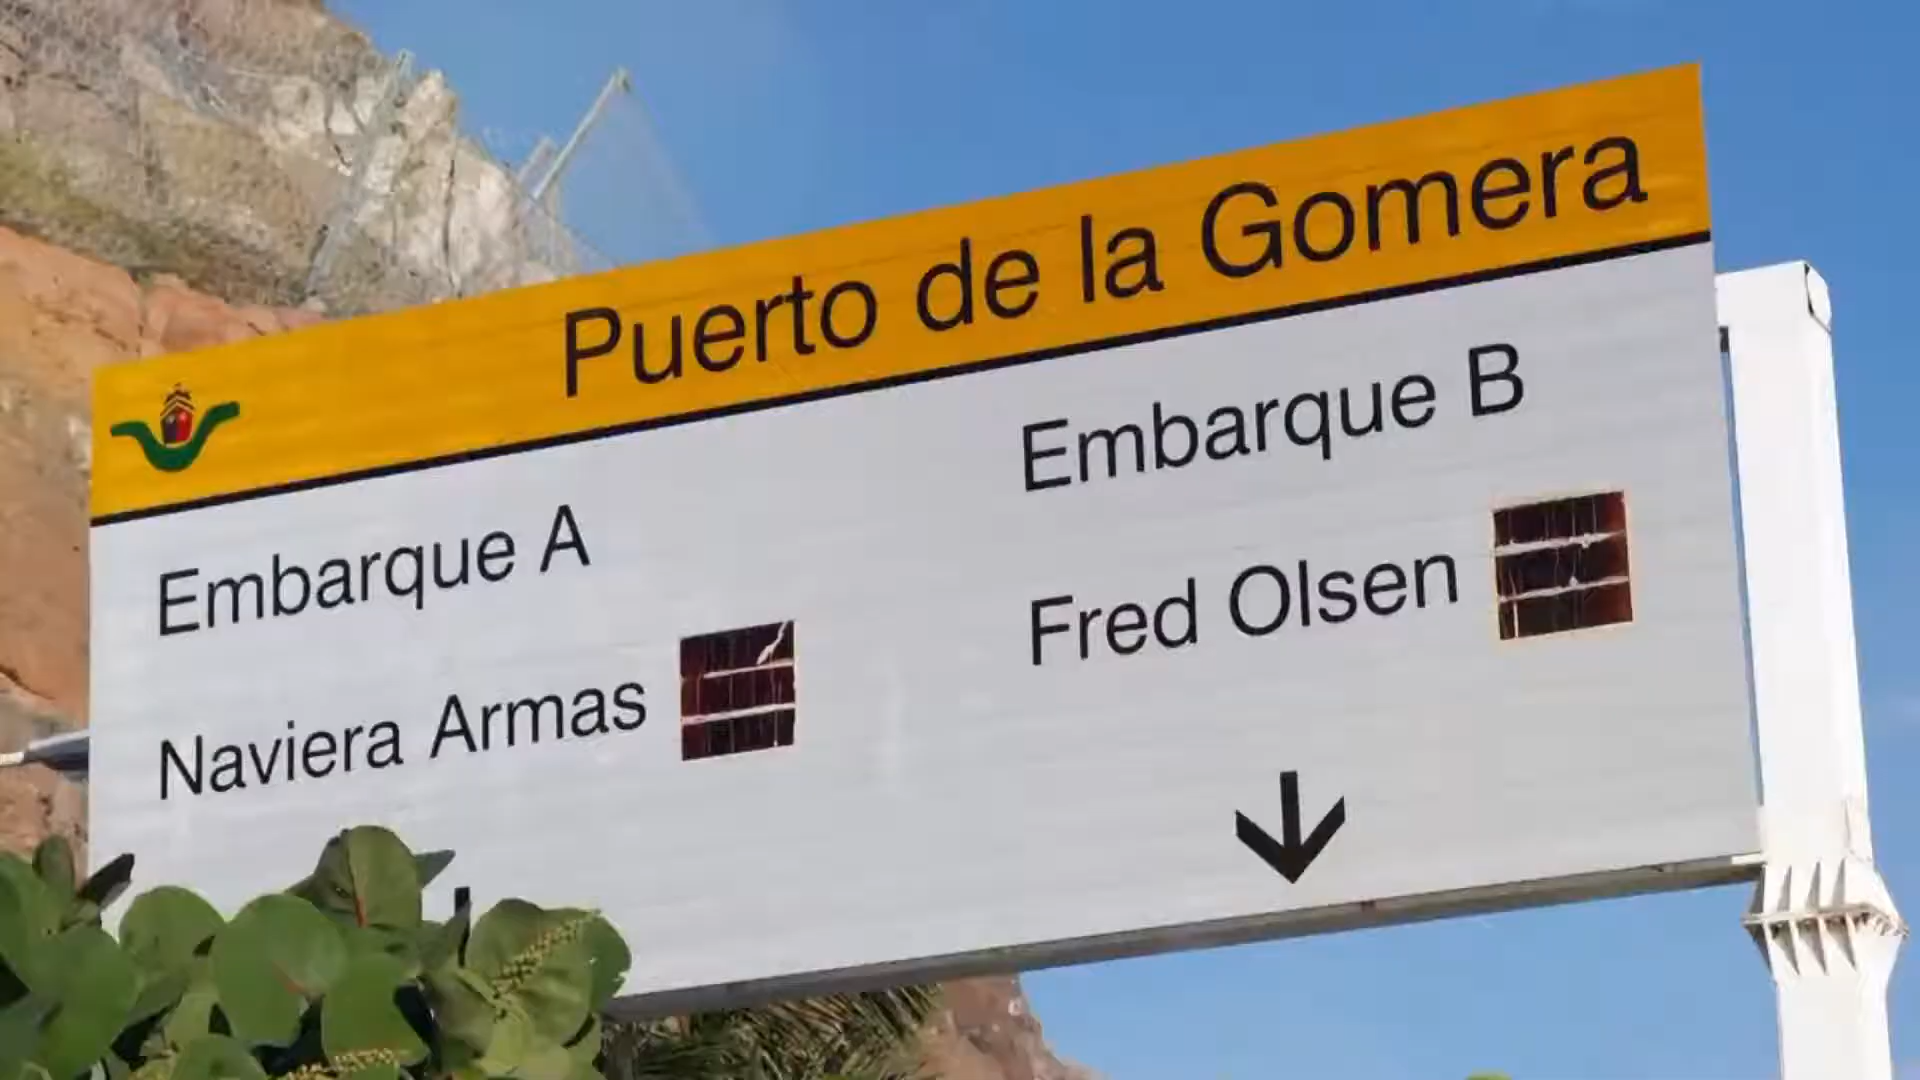 Puerto de la Gomera
Embarque A
Naviera Armas
Embarque B
Fred Olsen